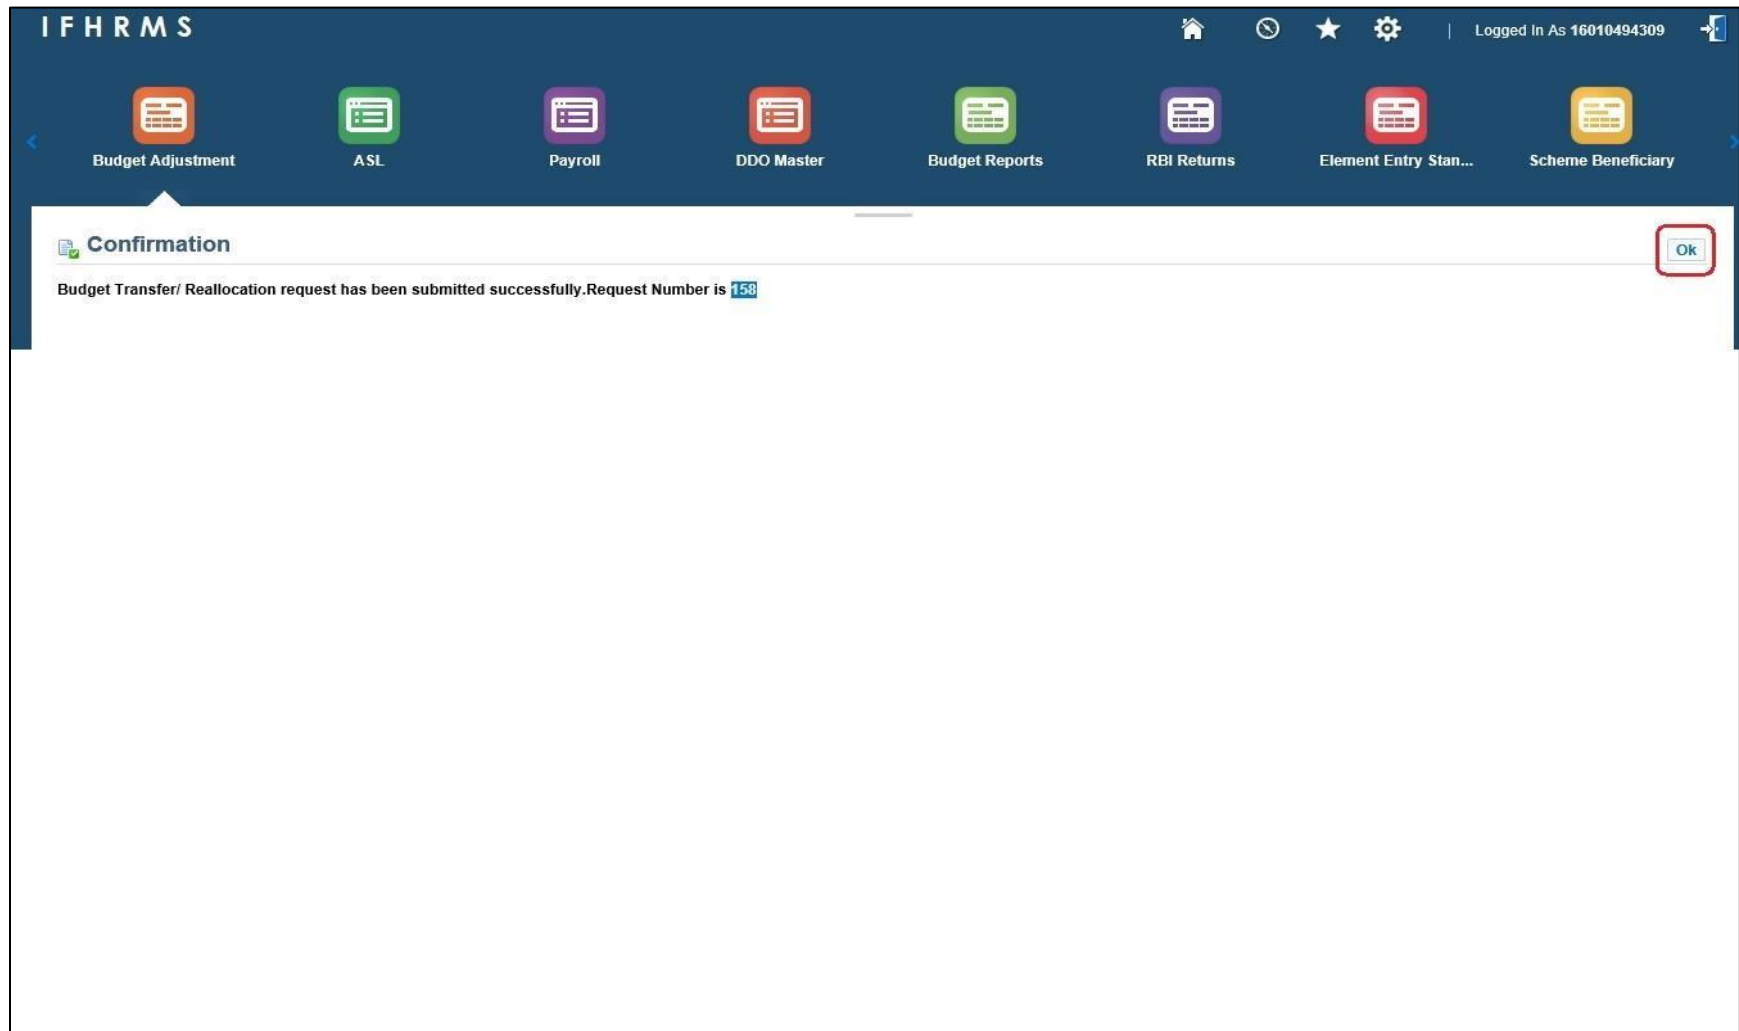 IFHRMS
| Logged In As 16010494309
Budget Adjustment
ASL
Payroll
DDO Master
Budget Reports
RBI Returns
Element Entry Stan...
Scheme Beneficiary
Confirmation
Ok
Budget Transfer/ Reallocation request has been submitted successfully.Request Number is 158